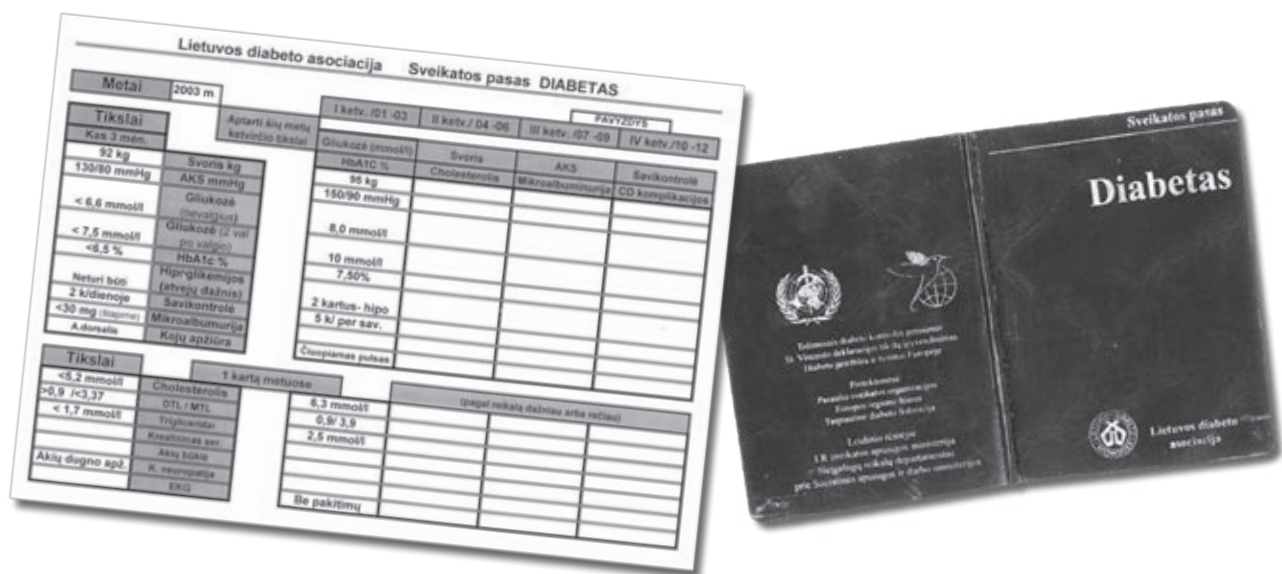 Lietuvos diabeto asociacija Sveikatos pasas DIABETAS
Metai 2003 m
PAVYZDYS
Aptarti šių metų ketvirčio tikslai
I ketv. /01 -03 II ketv./ 04 -06 III ketv. /07 -09 IV ketv./10 -12
Tikslai
Kas 3 mėn.
Gliukozė (mmol/l) Svoris AKS Savikontrolė
HbA1C % Cholesterolis Mikroalbuminurija CD komplikacijos
92 kg Svoris kg 95 kg
130/80 mmHg AKS mmHg 150/90 mmHg
< 6,6 mmol/l Gliukozė (nevalgius) 8,0 mmol/l
< 7,5 mmol/l Gliukozė (2 val po valgio) 10 mmol/l
<6,5 % HbA1c % 7,50%
Neturi būti (atvejų dažnis) 2 kartus- hipo
2 k/dienoje Savikontrolė 5 k/ per sav.
<30 mg Mikroalbumurija
A.dorsalis Kojų apžiūra Čiuopiamas pulsas
Tikslai
1 kartą metuose
(pagal reikalą dažniau arba rečiau)
<5,2 mmol/l Cholesterolis 6,3 mmol/l
>0,9 /<3,37 DTL / MTL 0,9/ 3,9
< 1,7 mmol/l Trigliceridai 2,5 mmol/l
Kreatininas ser.
Akių būklė
Akių dugno apž. K. neuropatija
EKG Be pakitimų
Sveikatos pasas
Diabetas
Lietuvos diabeto
asociacija